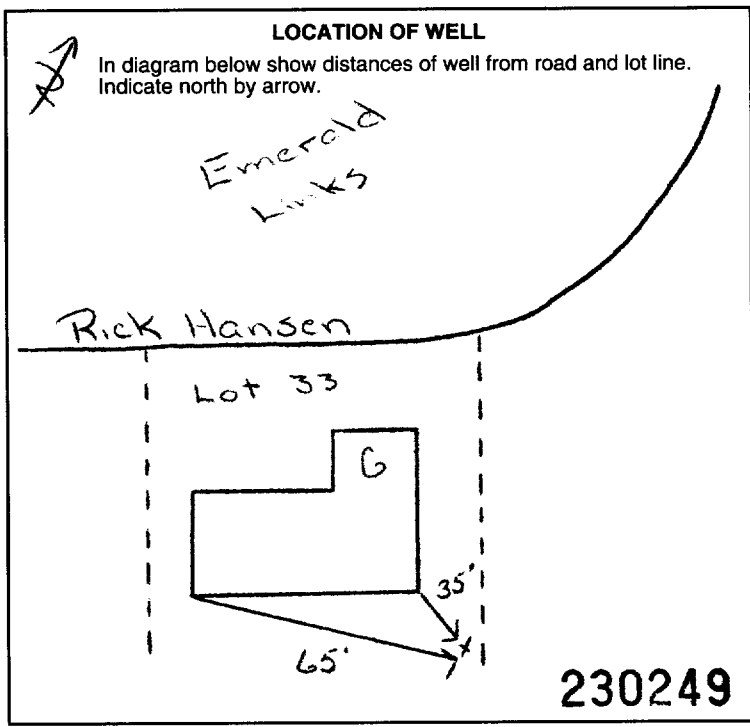 LOCATION OF WELL
In diagram below show distances of well from road and lot line.
Indicate north by arrow.
N
Emerald
Links
Rick Hansen
Lot 33
G
35'
65'
x
230249